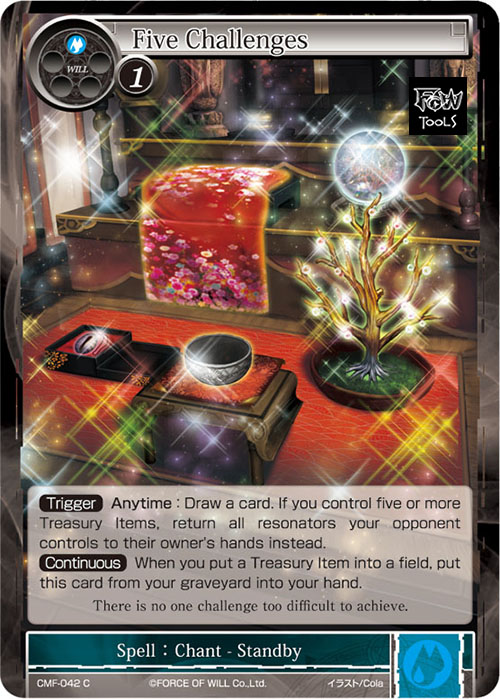 Five Challenges
WILL
1
FOW
TOOLS
Trigger Anytime : Draw a card. If you control five or more
Treasury Items, return all resonators your opponent
controls to their owner's hands instead.
Continuous When you put a Treasury Item into a field, put
this card from your graveyard into your hand.
There is no one challenge too difficult to achieve.
Spell : Chant - Standby
CMF-042 C ©FORCE OF WILL Co.,Ltd. イラスト/Cola